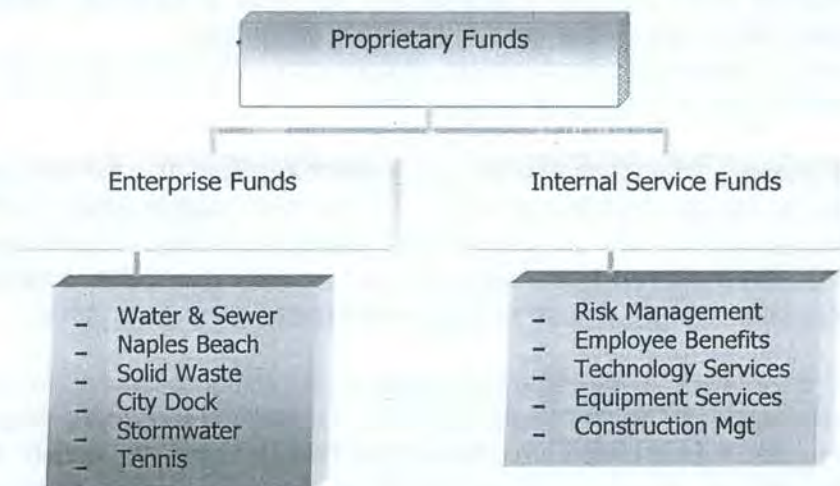 Proprietary Funds
Enterprise Funds
Internal Service Funds
_ Water & Sewer
_ Naples Beach
_ Solid Waste
_ City Dock
_ Stormwater
_ Tennis
_ Risk Management
_ Employee Benefits
_ Technology Services
_ Equipment Services
_ Construction Mgt